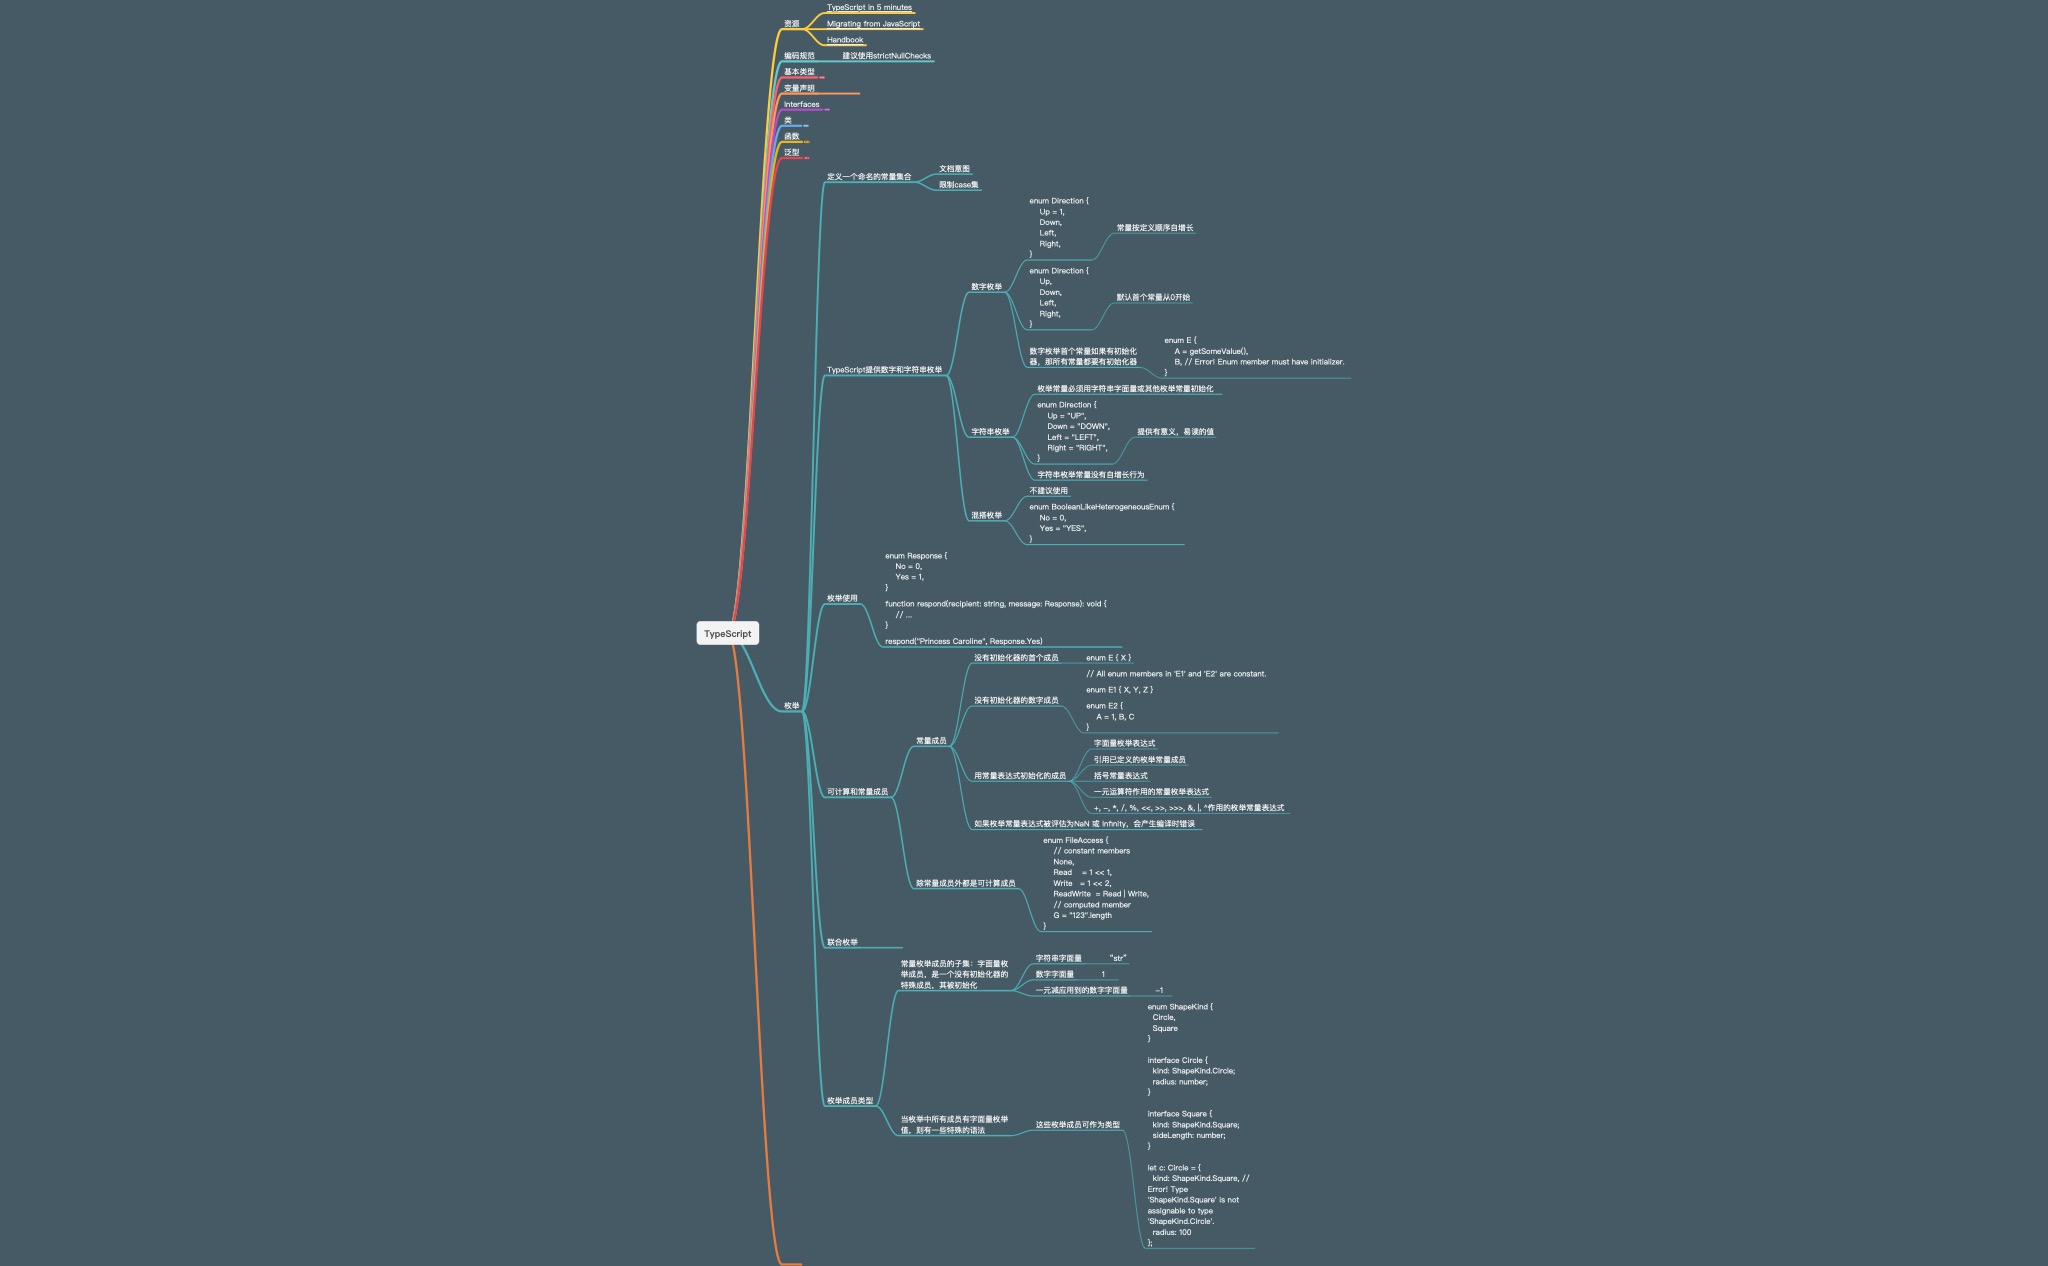 TypeScript in 5 minutes
资源
Migrating from JavaScript
Handbook
编码规范
建议使用strictNullChecks
基本类型
变量声明
Interfaces
类
函数
泛型
定义一个命名的常量集合
文档意图
限制case集
TypeScript提供数字和字符串枚举
数字枚举
enum Direction {
Up = 1,
Down,
Left,
Right,
}
常量按定义顺序自增长
enum Direction {
Up,
Down,
Left,
Right,
}
默认首个常量从0开始
数字枚举首个常量如果有初始化
器，那所有常量都要有初始化器
enum E {
A = getSomeValue(),
B, // Error! Enum member must have initializer.
}
字符串枚举
枚举常量必须用字符串字面量或其他枚举常量初始化
enum Direction {
Up = "UP",
Down = "DOWN",
Left = "LEFT",
Right = "RIGHT",
}
提供有意义，易读的值
字符串枚举常量没有自增长行为
混搭枚举
不建议使用
enum BooleanLikeHeterogeneousEnum {
No = 0,
Yes = "YES",
}
枚举使用
enum Response {
No = 0,
Yes = 1,
}
function respond(recipient: string, message: Response): void {
// ...
}
respond("Princess Caroline", Response.Yes)
TypeScript
枚举
可计算和常量成员
常量成员
没有初始化器的首个成员
enum E { X }
没有初始化器的数字成员
// All enum members in 'E1' and 'E2' are constant.
enum E1 { X, Y, Z }
enum E2 {
A = 1, B, C
}
用常量表达式初始化的成员
字面量枚举表达式
引用已定义的枚举常量成员
括号常量表达式
一元运算符作用的常量枚举表达式
+, -, *, /, %, <<, >>, >>>, &, |, ^作用的枚举常量表达式
如果枚举常量表达式被评估为NaN 或 Infinity，会产生编译时错误
除常量成员外都是可计算成员
enum FileAccess {
// constant members
None,
Read = 1 << 1,
Write = 1 << 2,
ReadWrite = Read | Write,
// computed member
G = "123".length
}
联合枚举
枚举成员类型
常量枚举成员的子集：字面量枚
举成员，是一个没有初始化器的
特殊成员，其被初始化
字符串字面量
“str”
数字字面量
1
一元减应用到的数字字面量
-1
当枚举中所有成员有字面量枚举
值，则有一些特殊的语法
这些枚举成员可作为类型
enum ShapeKind {
Circle,
Square
}
interface Circle {
kind: ShapeKind.Circle;
radius: number;
}
interface Square {
kind: ShapeKind.Square;
sideLength: number;
}
let c: Circle = {
kind: ShapeKind.Square, //
Error! Type
'ShapeKind.Square' is not
assignable to type
'ShapeKind.Circle'.
radius: 100
};